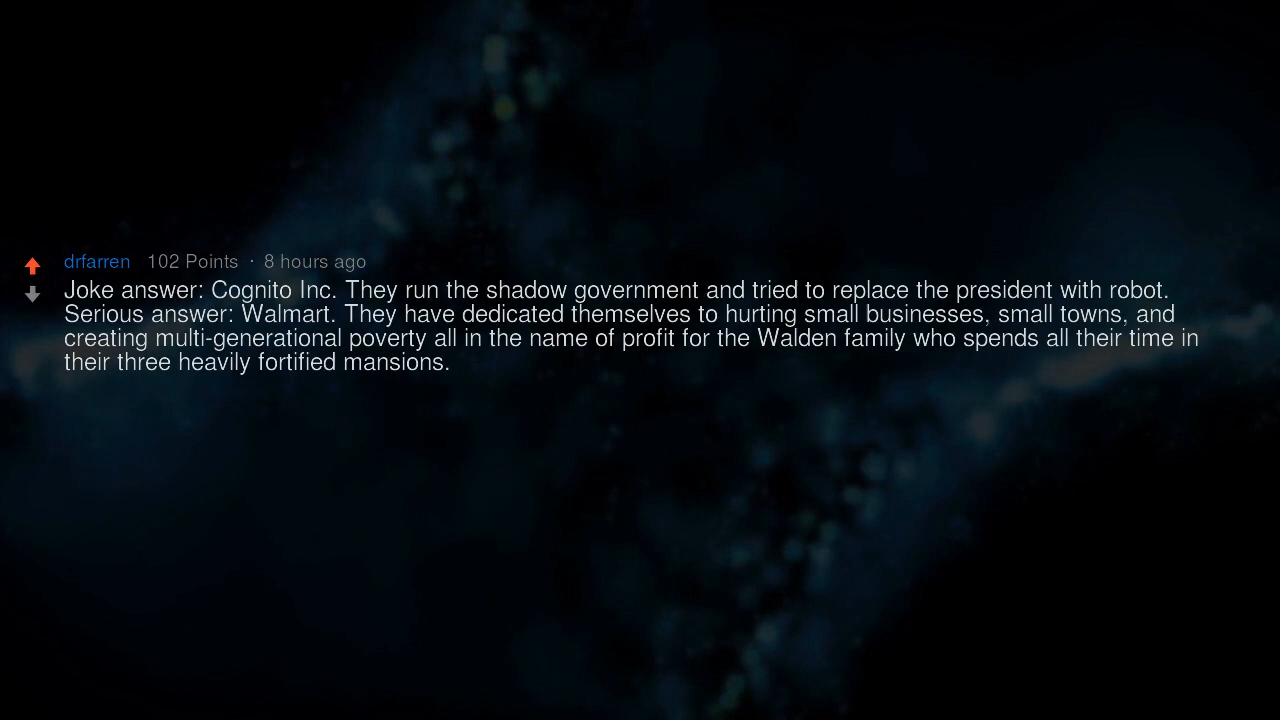 drfarren 102 Points · 8 hours ago
Joke answer: Cognito Inc. They run the shadow government and tried to replace the president with robot.
Serious answer: Walmart. They have dedicated themselves to hurting small businesses, small towns, and
creating multi-generational poverty all in the name of profit for the Walden family who spends all their time in
their three heavily fortified mansions.